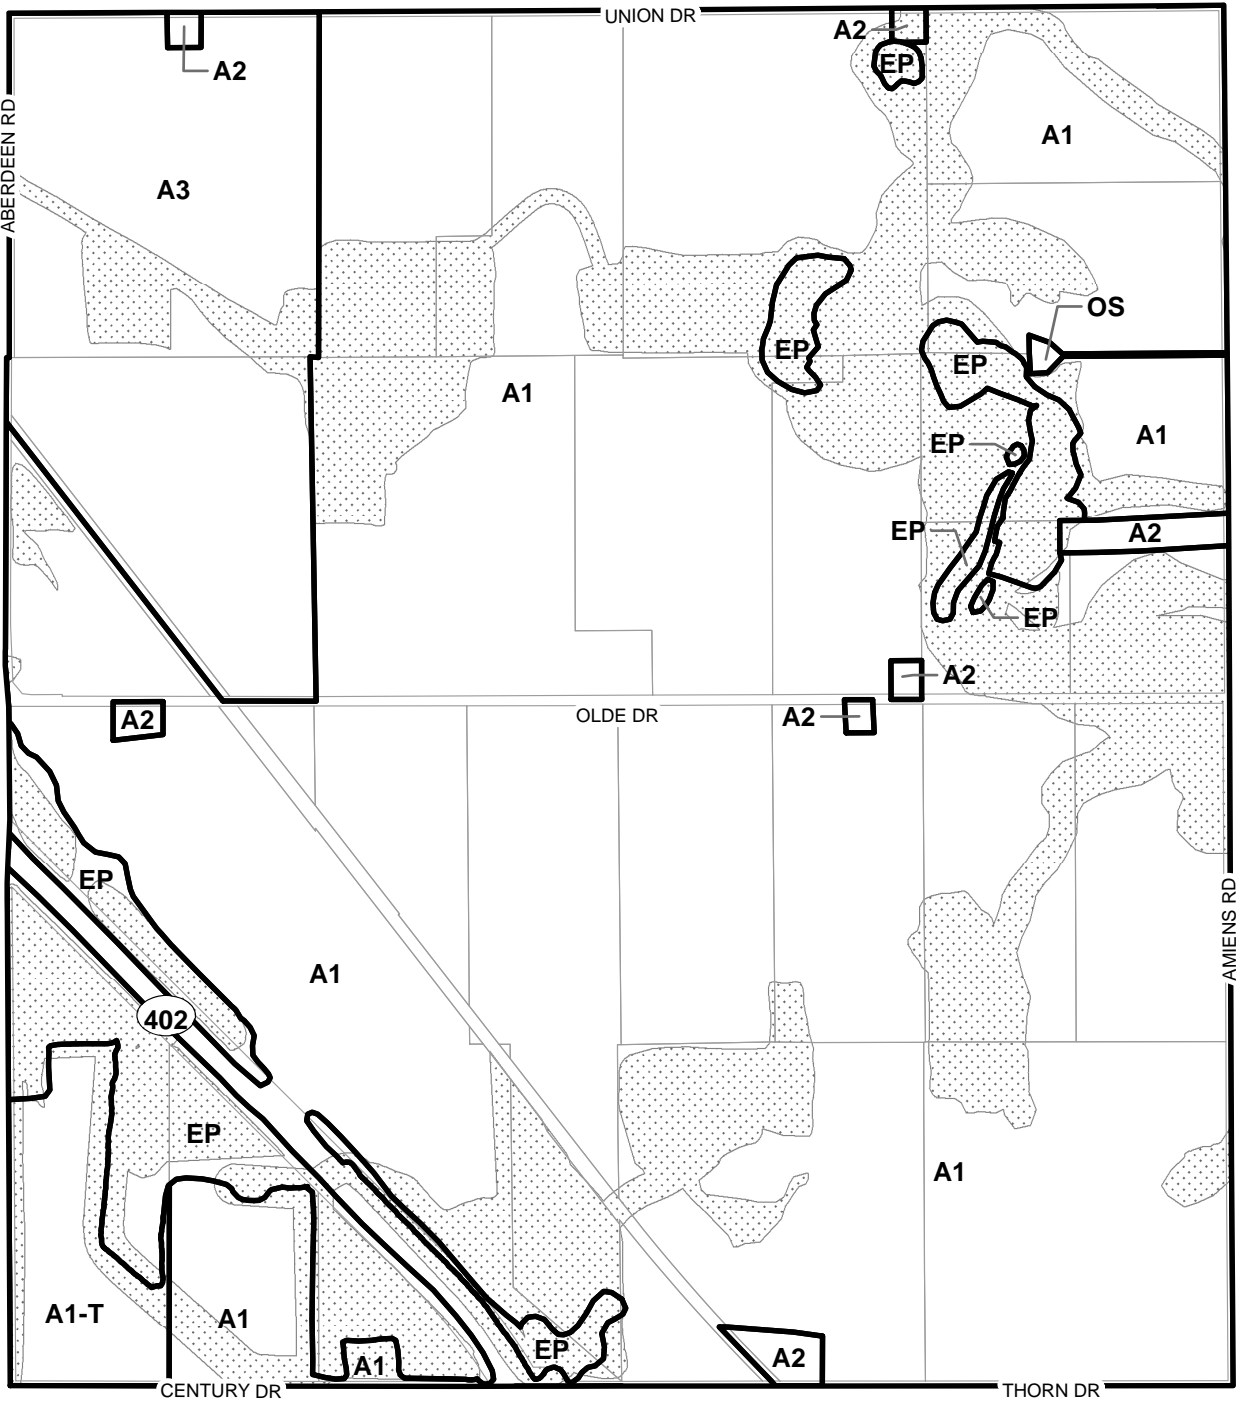 UNION DR
A2
A2
EP
ABERDEEN RD
A1
A3
OS
EP
EP
A1
A1
EP
EP
A2
EP
A2
A2
OLDE DR
A2
EP
AMIENS RD
A1
402
EP
A1
A1-T
A1
EP
A2
A1
CENTURY DR
THORN DR